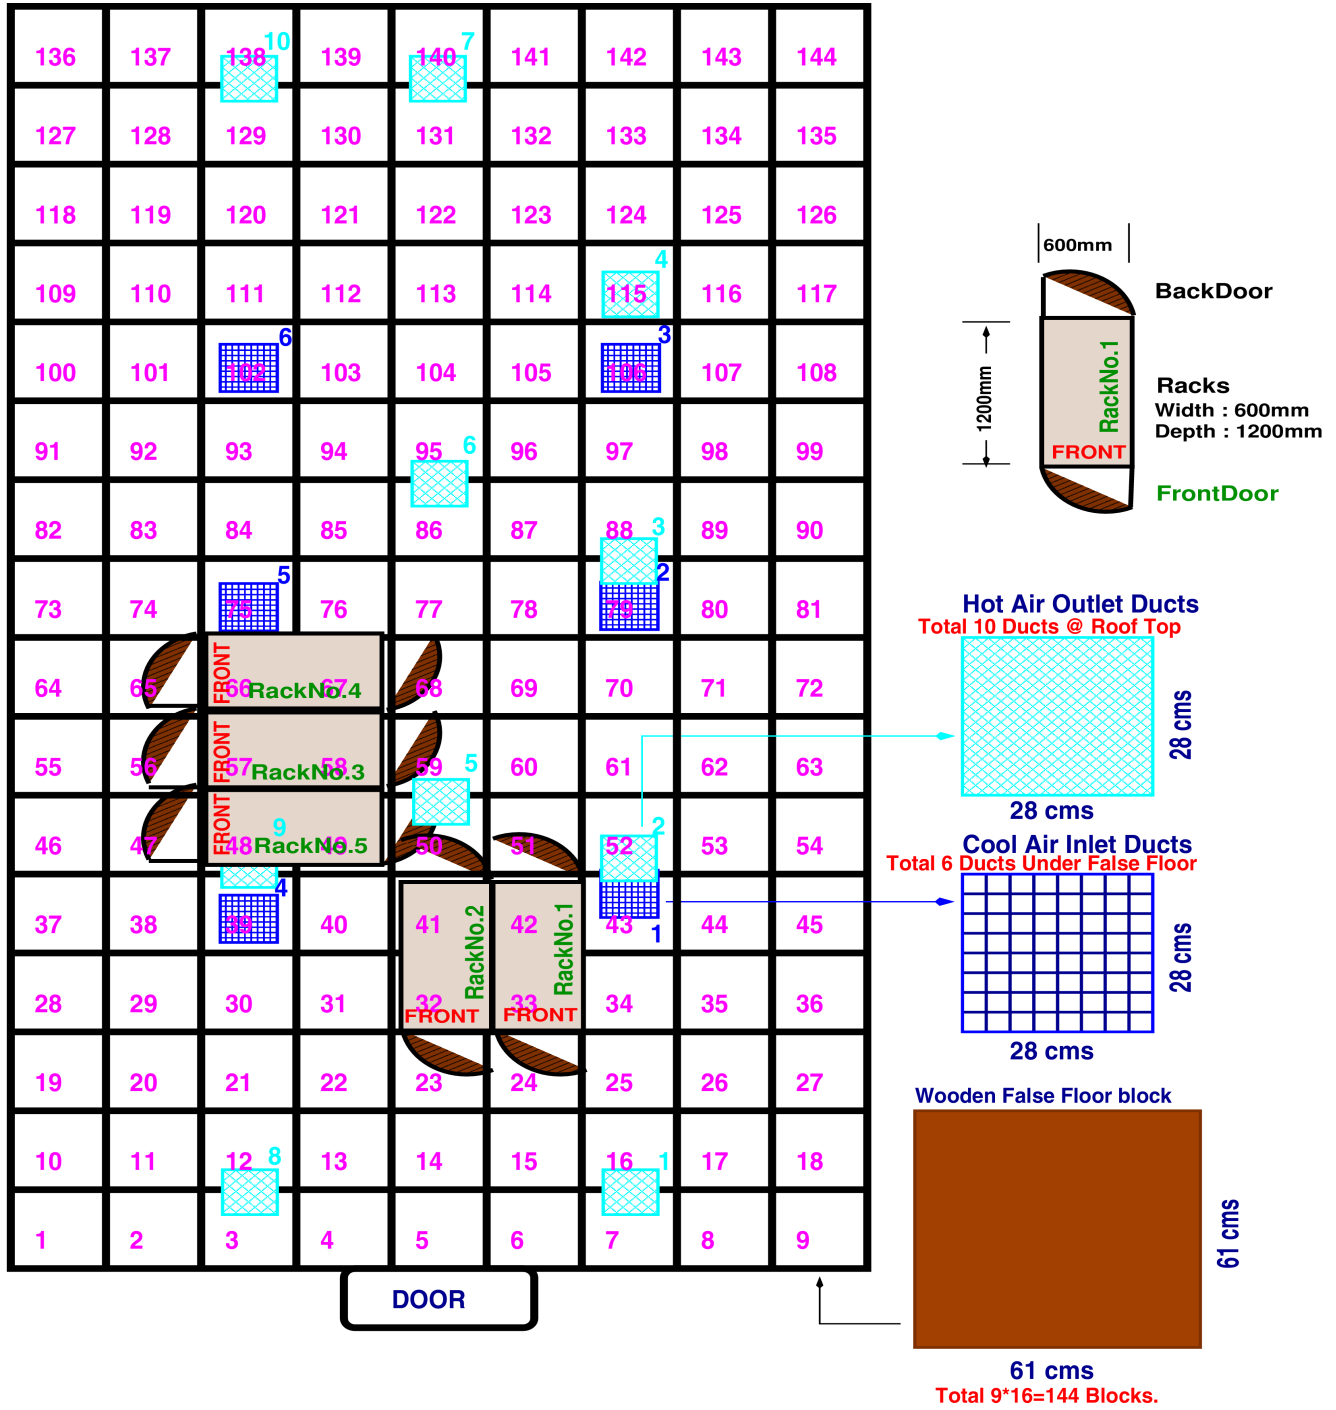 10 7
136 137 138 139 140 141 142 143 144
127 128 129 130 131 132 133 134 135
118 119 120 121 122 123 124 125 126
4
109 110 111 112 113 114 115 116 117
6 3
100 101 102 103 104 105 106 107 108
91 92 93 94 95 6 96 97 98 99
82 83 84 85 86 87 88 3 89 90
5 2
73 74 75 76 77 78 79 80 81
64 65 FRONT 66 67 RackNo.4 68 69 70 71 72
55 56 FRONT 57 58 RackNo.3 59 5 60 61 62 63
9 2
46 47 FRONT 48 49 RackNo.5 50 51 52 53 54
4
37 38 39 40 41 42 43 44 45
1
RackNo.2 RackNo.1
28 29 30 31 32 33 34 35 36
FRONT FRONT
19 20 21 22 23 24 25 26 27
10 11 12 8 13 14 15 16 1 17 18
1 2 3 4 5 6 7 8 9
DOOR
600mm
BackDoor
1200mm
RackNo.1
FRONT
Racks
Width : 600mm
Depth : 1200mm
FrontDoor
Hot Air Outlet Ducts
Total 10 Ducts @ Roof Top
28 cms
28 cms
Cool Air Inlet Ducts
Total 6 Ducts Under False Floor
28 cms
28 cms
Wooden False Floor block
61 cms
61 cms
Total 9*16=144 Blocks.